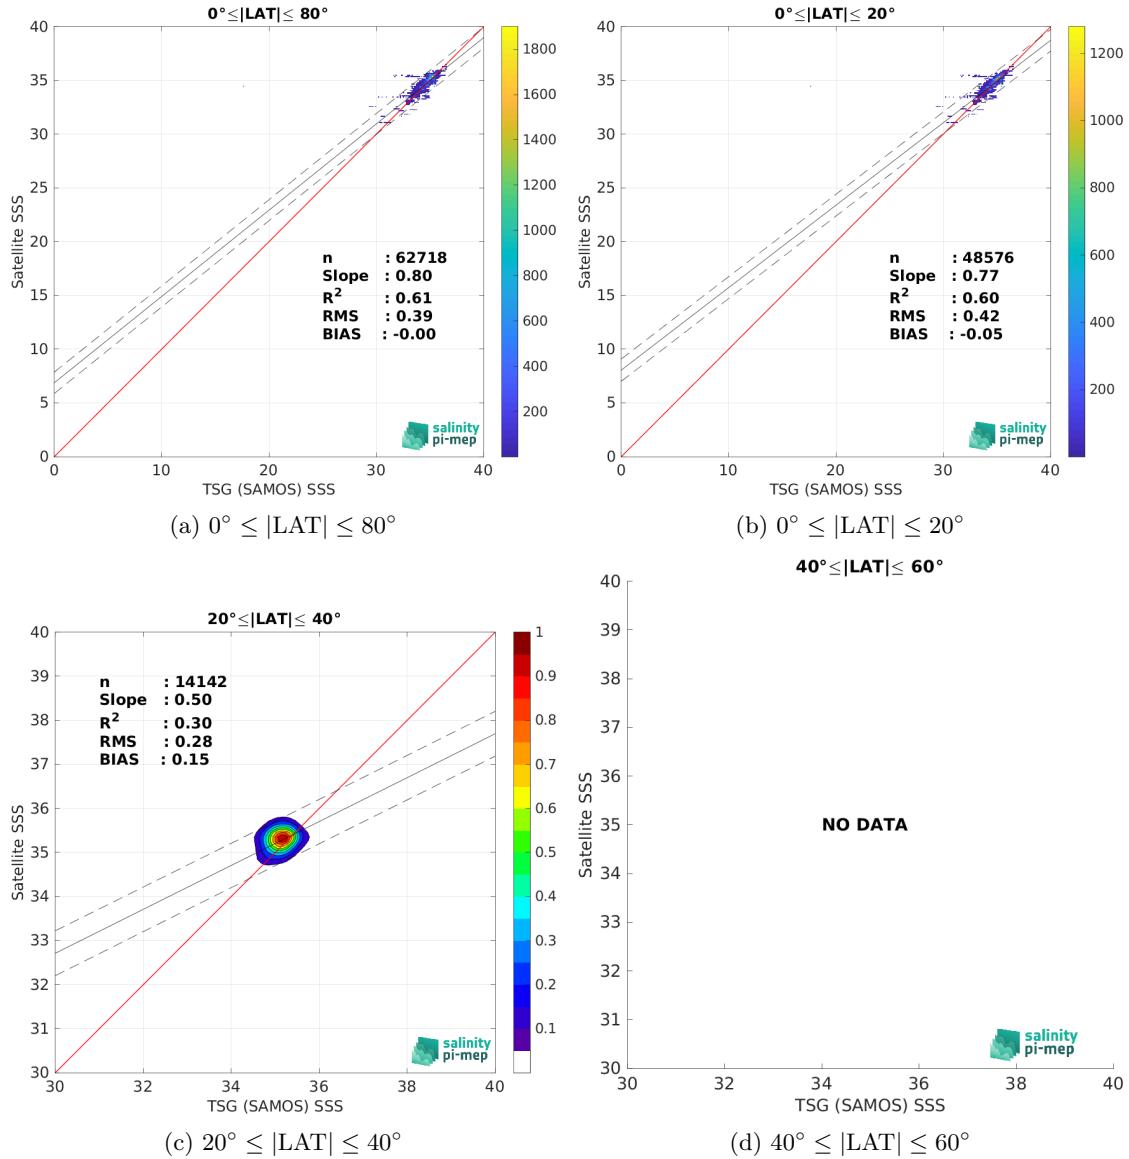 0°≤|LAT|≤ 80°
40
35
30
25
20
15
10
5
0
Satellite SSS
n : 62718
Slope : 0.80
R² : 0.61
RMS : 0.39
BIAS : -0.00
salinity
pi-mep
0 10 20 30 40
TSG (SAMOS) SSS
1800
1600
1400
1200
1000
800
600
400
200
(a) 0° ≤ |LAT| ≤ 80°
0°≤|LAT|≤ 20°
40
35
30
25
20
15
10
5
0
Satellite SSS
n : 48576
Slope : 0.77
R² : 0.60
RMS : 0.42
BIAS : -0.05
salinity
pi-mep
0 10 20 30 40
TSG (SAMOS) SSS
1200
1000
800
600
400
200
(b) 0° ≤ |LAT| ≤ 20°
20°≤|LAT|≤ 40°
40
39
38
37
36
35
34
33
32
31
30
Satellite SSS
n : 14142
Slope : 0.50
R² : 0.30
RMS : 0.28
BIAS : 0.15
salinity
pi-mep
30 32 34 36 38 40
TSG (SAMOS) SSS
1
0.9
0.8
0.7
0.6
0.5
0.4
0.3
0.2
0.1
(c) 20° ≤ |LAT| ≤ 40°
40°≤|LAT|≤ 60°
40
39
38
37
36
35
34
33
32
31
30
Satellite SSS
NO DATA
salinity
pi-mep
30 32 34 36 38 40
TSG (SAMOS) SSS
(d) 40° ≤ |LAT| ≤ 60°